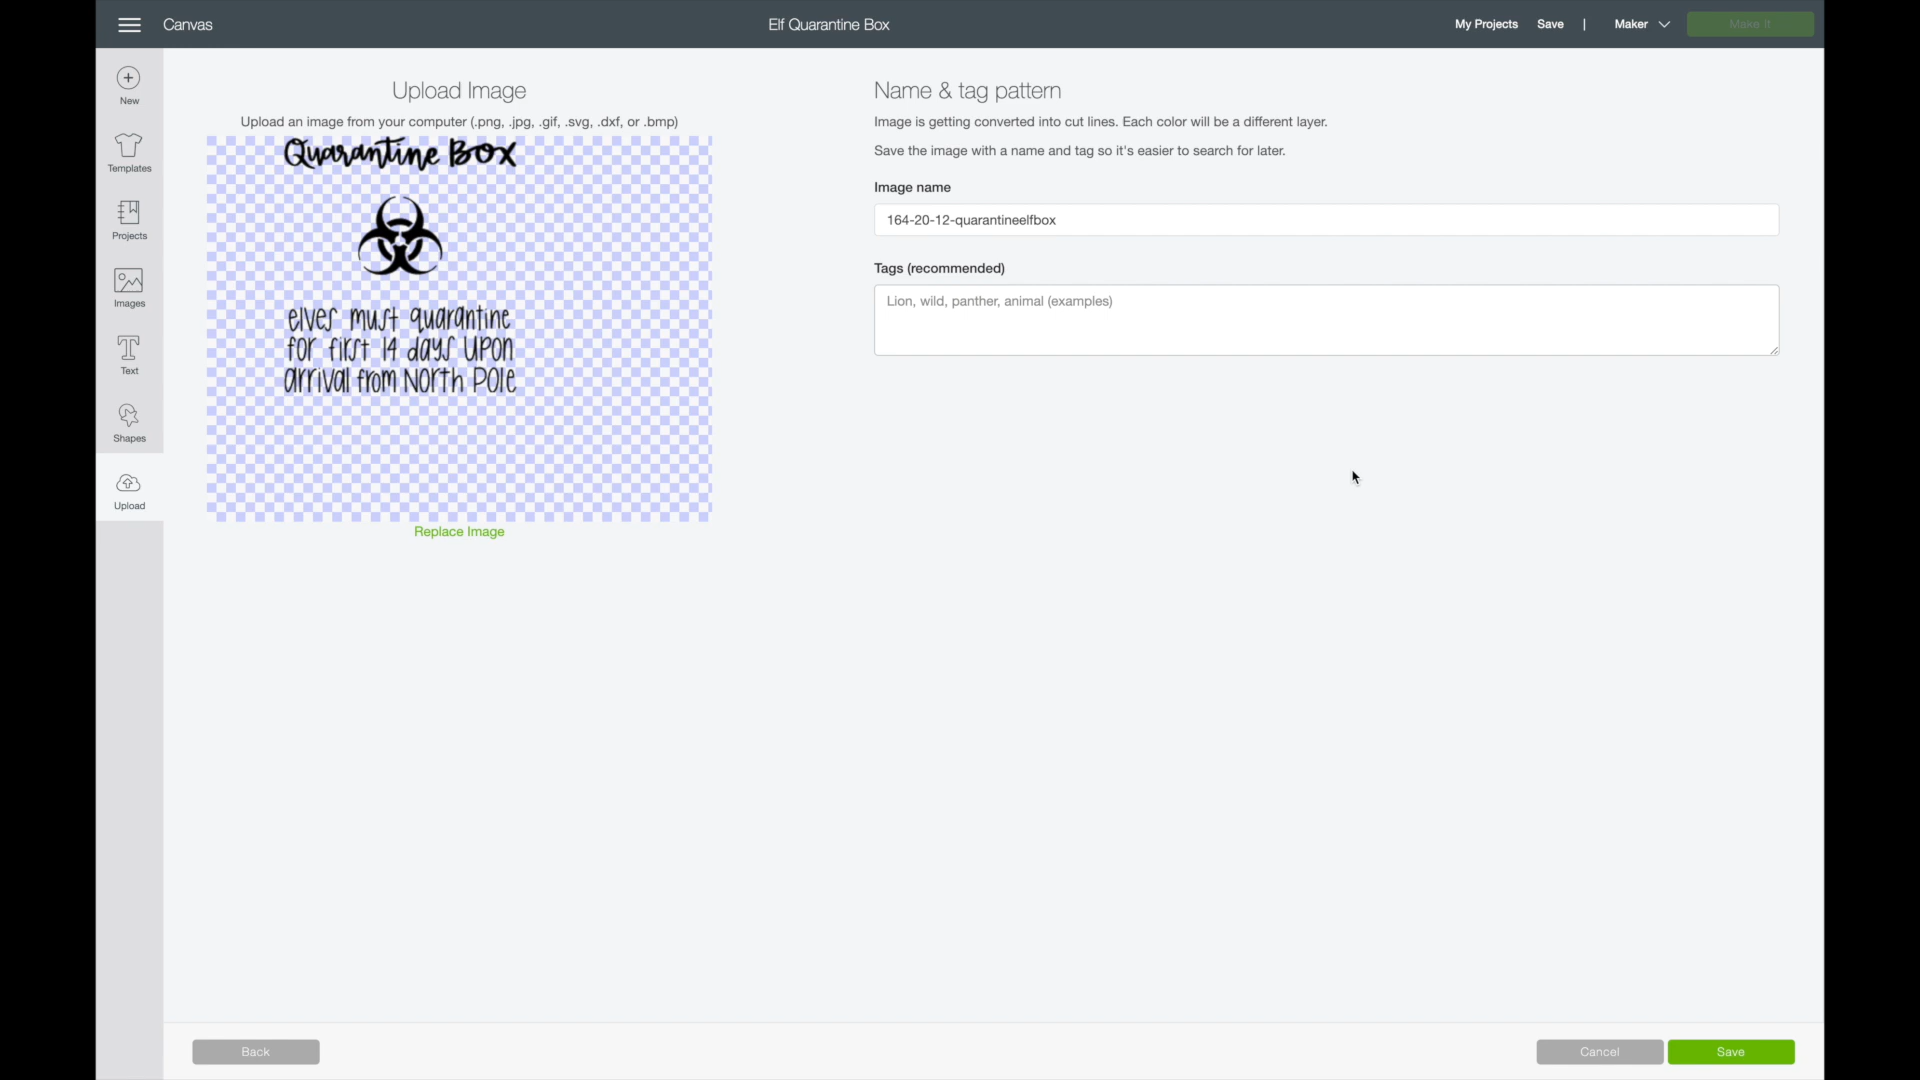 Canvas
Elf Quarantine Box
My Projects
Save
|
Maker
Make It
New
Templates
Projects
Images
Text
Shapes
Upload
Upload Image
Upload an image from your computer (.png, .jpg, .gif, .svg, .dxf, or .bmp)
Quarantine Box
elves must quarantine
for first 14 days upon
arrival from North Pole
Replace Image
Name & tag pattern
Image is getting converted into cut lines. Each color will be a different layer.
Save the image with a name and tag so it's easier to search for later.
Image name
164-20-12-quarantineelfbox
Tags (recommended)
Lion, wild, panther, animal (examples)
Back
Cancel
Save